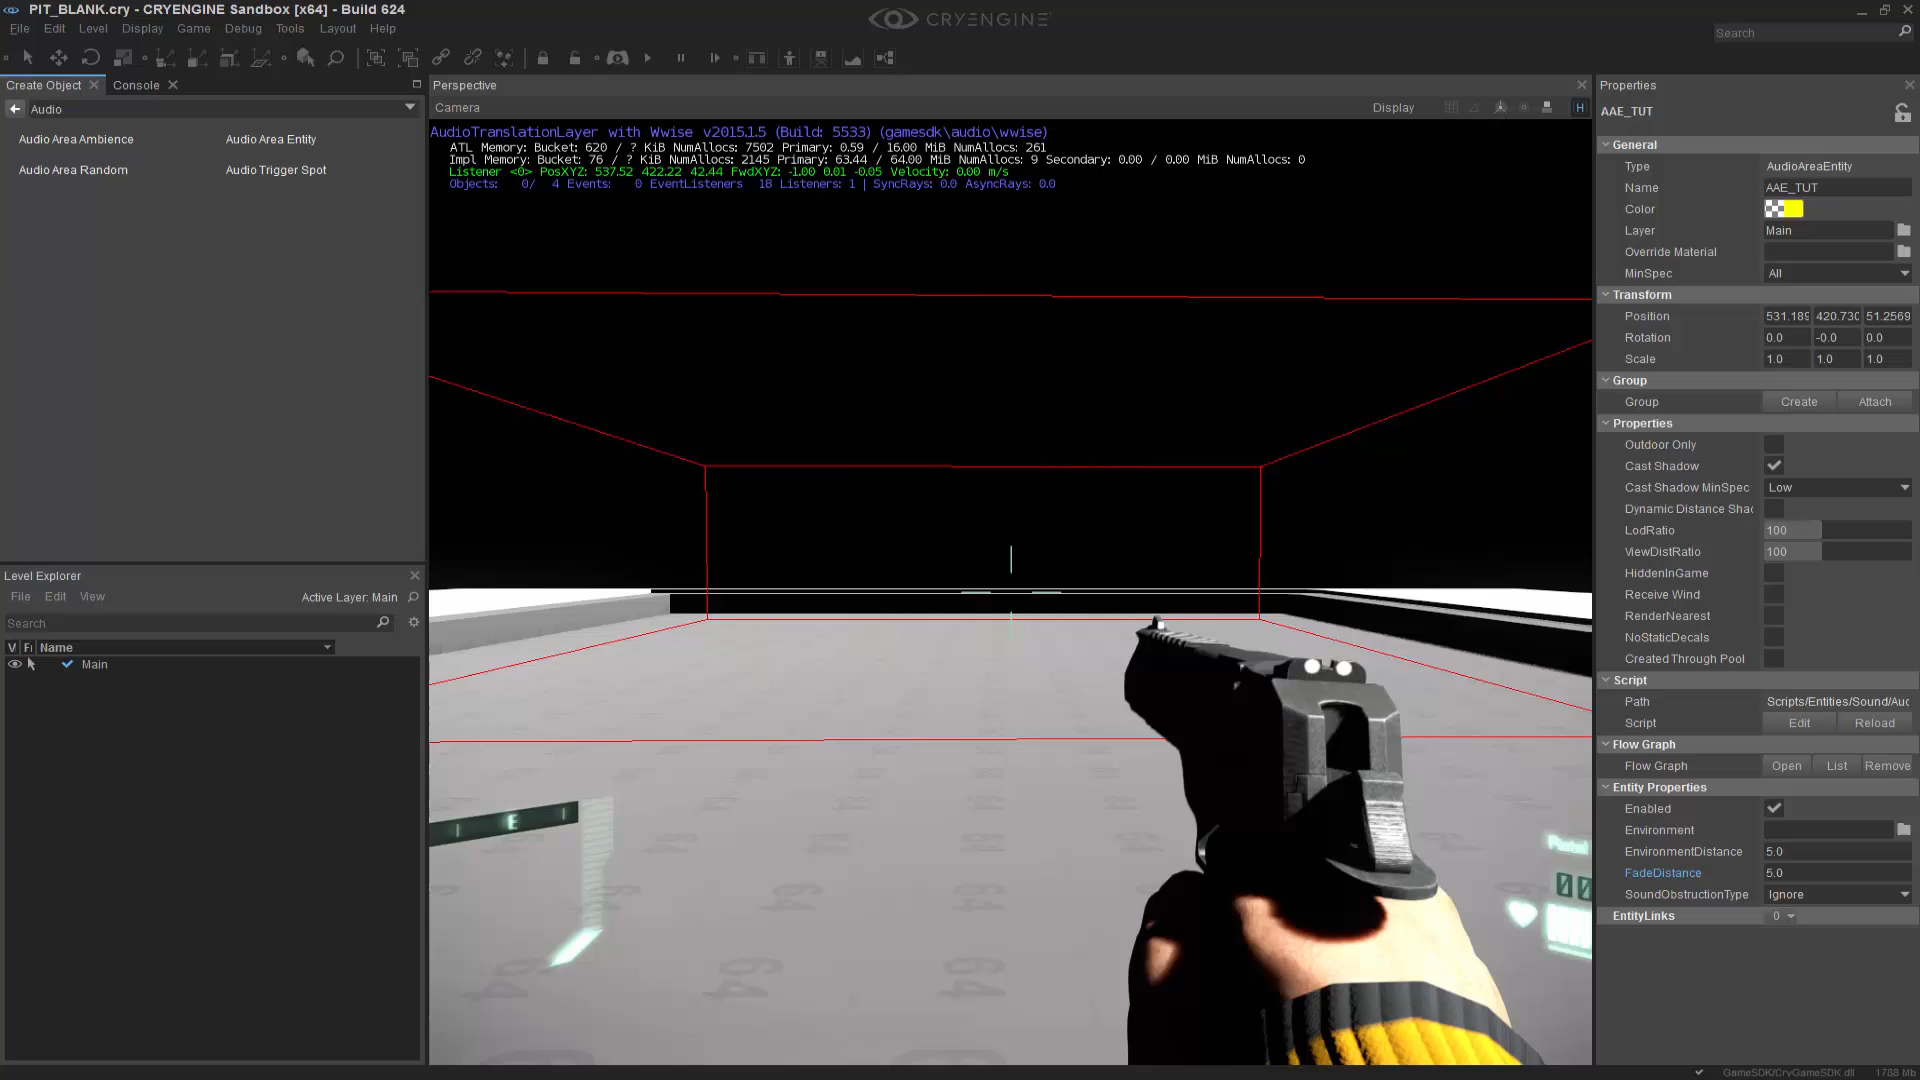 PIT_BLANK.cry - CRYENGINE Sandbox [x64] - Build 624
CRYENGINE
File Edit Level Display Game Debug Tools Layout Help
Search
Create Object
Console
Audio
Audio Area Ambience
Audio Area Entity
Audio Area Random
Audio Trigger Spot
Level Explorer
File Edit View
Active Layer: Main
Search
V Fi Name
Main
Perspective
Camera
Display
H
AudioTranslationLayer with Wwise v2015.1.5 (Build: 5533) (gamesdk\audio\wwise)
ATL Memory: Bucket: 620 / ? KiB NumAllocs: 7502 Primary: 0.59 / 16.00 MiB NumAllocs: 261
Impl Memory: Bucket: 76 / ? KiB NumAllocs: 2145 Primary: 63.44 / 64.00 MiB NumAllocs: 9 Secondary: 0.00 / 0.00 MiB NumAllocs: 0
Listener <0> PosXYZ: 537.52 422.22 42.44 FwdXYZ: -1.00 0.01 -0.05 Velocity: 0.00 m/s
Objects: 0/ 4 Events: 0 EventListeners 18 Listeners: 1 | SyncRays: 0.0 AsyncRays: 0.0
E
64
64
Properties
AAE_TUT
General
Type AudioAreaEntity
Name AAE_TUT
Color
Layer Main
Override Material
MinSpec All
Transform
Position 531.189 420.730 51.2569
Rotation 0.0 -0.0 0.0
Scale 1.0 1.0 1.0
Group
Group Create Attach
Properties
Outdoor Only
Cast Shadow
Cast Shadow MinSpec Low
Dynamic Distance Shad
LodRatio 100
ViewDistRatio 100
HiddenInGame
Receive Wind
RenderNearest
NoStaticDecals
Created Through Pool
Script
Path Scripts/Entities/Sound/Aud
Script Edit Reload
Flow Graph
Flow Graph Open List Remove
Entity Properties
Enabled
Environment
EnvironmentDistance 5.0
FadeDistance 5.0
SoundObstructionType Ignore
EntityLinks 0
GameSDK/CryGameSDK.dll 1788 Mb